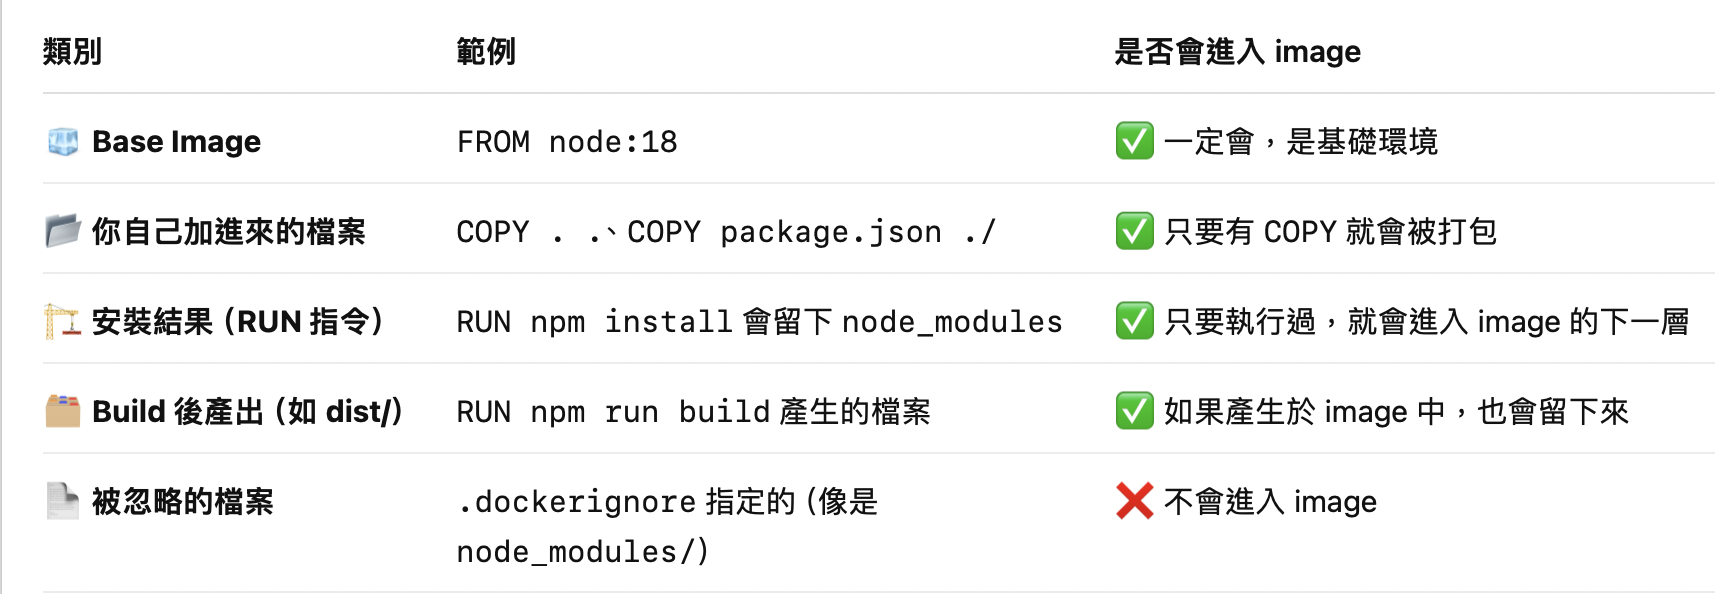 類別 範例 是否會進入 image
Base Image FROM node:18 ✅ 一定會，是基礎環境
你自己加進來的檔案 COPY . .、COPY package.json ./ ✅ 只要有 COPY 就會被打包
安裝結果（RUN 指令） RUN npm install 會留下 node_modules ✅ 只要執行過，就會進入 image 的下一層
Build 後產出（如 dist/） RUN npm run build 產生的檔案 ✅ 如果產生於 image 中，也會留下來
被忽略的檔案 .dockerignore 指定的（像是 ❌ 不會進入 image
node_modules/）